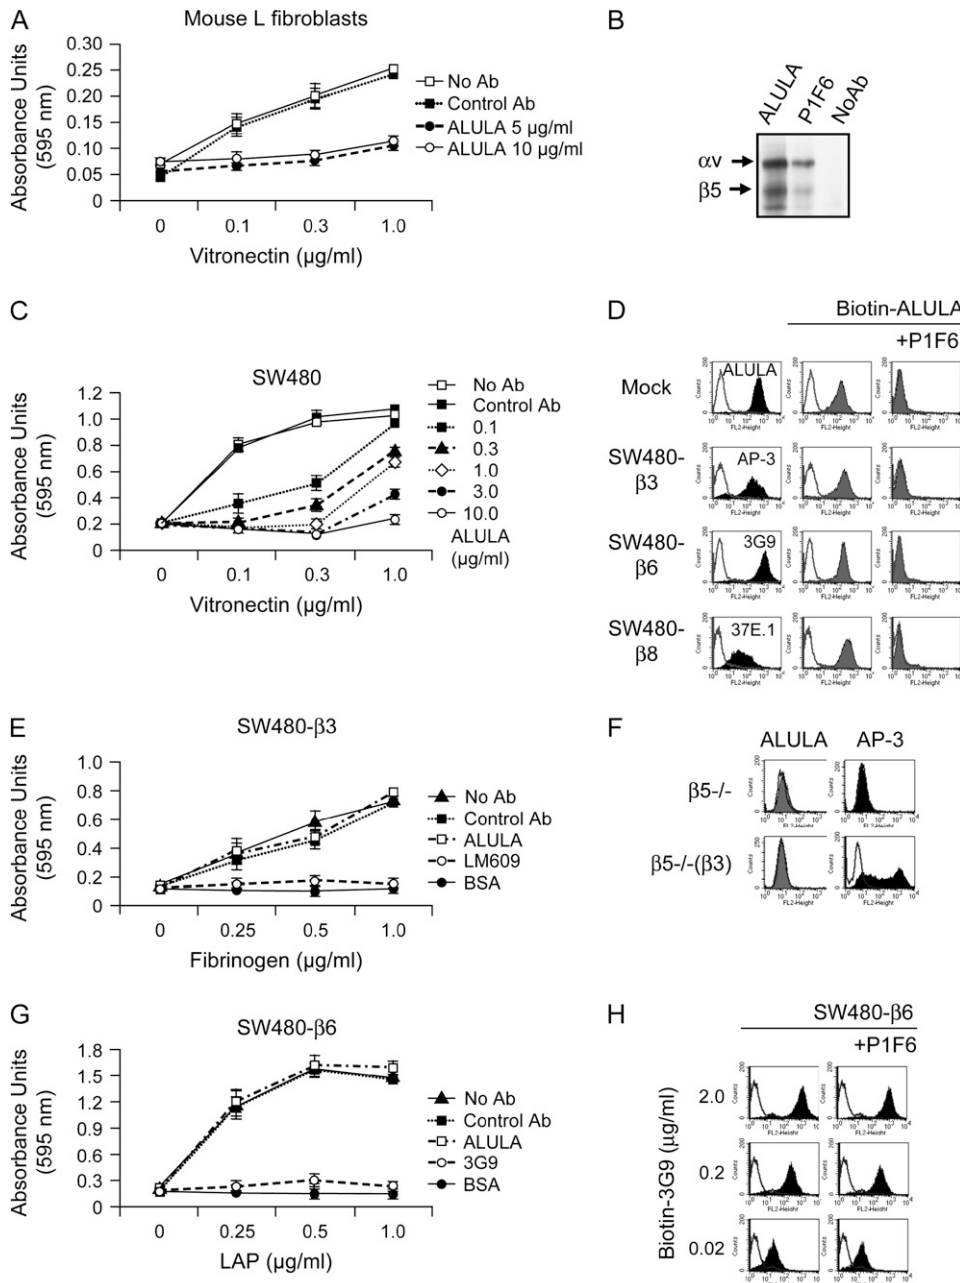 A
Mouse L fibroblasts
Absorbance Units
(595 nm)
0.30
0.25
0.20
0.15
0.10
0.05
0
0 0.1 0.3 1.0
Vitronectin (μg/ml)
No Ab
Control Ab
ALULA 5 μg/ml
ALULA 10 μg/ml
B
ALULA
P1F6
NoAb
αv
β5
C
SW480
Absorbance Units
(595 nm)
1.2
1.0
0.8
0.6
0.4
0.2
0
0 0.1 0.3 1.0
Vitronectin (μg/ml)
No Ab
Control Ab
0.1
0.3
1.0
3.0
10.0
ALULA
(μg/ml)
D
Biotin-ALULA
+P1F6
Mock
ALULA
SW480-
β3
AP-3
SW480-
β6
3G9
SW480-
β8
37E.1
Counts
FL2-Height
E
SW480-β3
Absorbance Units
(595 nm)
1.0
0.8
0.6
0.4
0.2
0
0 0.25 0.5 1.0
Fibrinogen (μg/ml)
No Ab
Control Ab
ALULA
LM609
BSA
F
ALULA AP-3
β5-/-
β5-/-(β3)
Counts
FL2-Height
G
SW480-β6
Absorbance Units
(595 nm)
1.8
1.5
1.2
0.9
0.6
0.3
0
0 0.25 0.5 1.0
LAP (μg/ml)
No Ab
Control Ab
ALULA
3G9
BSA
H
SW480-β6
+P1F6
Biotin-3G9 (μg/ml)
2.0
0.2
0.02
Counts
FL2-Height